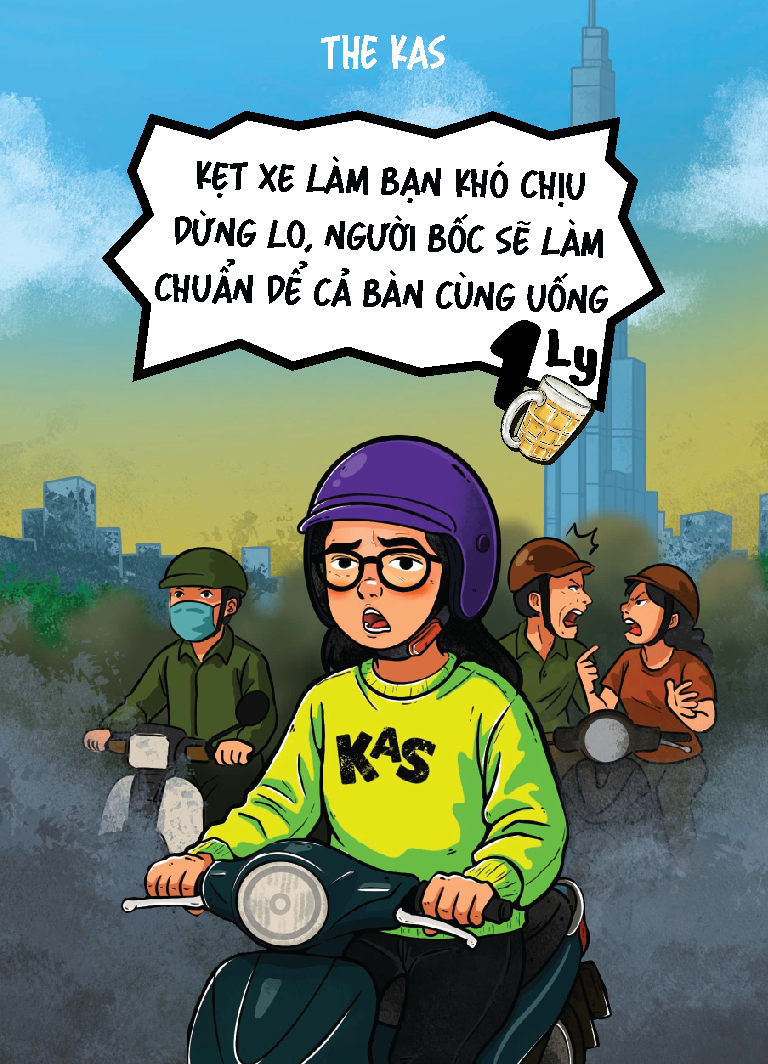 THE KAS
KẸT XE LÀM BẠN KHÓ CHỊU
DỪNG LO, NGƯỜI BỐC SẼ LÀM
CHUẨN DỂ CẢ BÀN CÙNG UỐNG
1 Ly
KAS